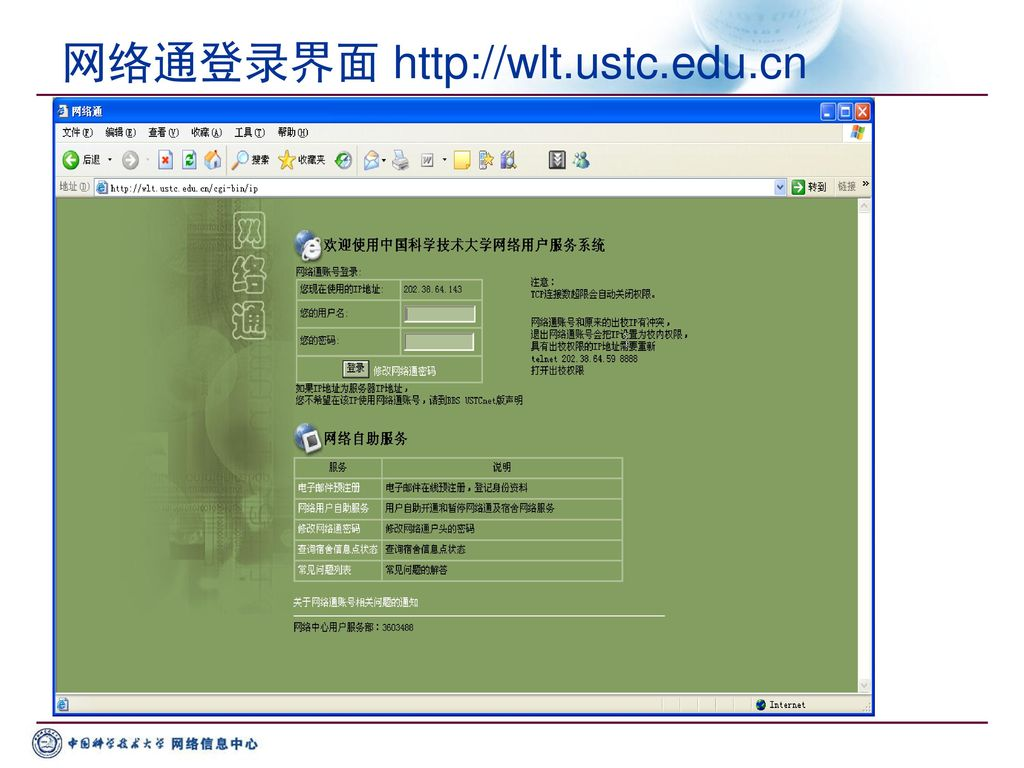 网络通登录界面 http://wlt.ustc.edu.cn
网络通
文件(F) 编辑(E) 查看(V) 收藏(A) 工具(T) 帮助(H)
后退 搜索 收藏夹
地址(D) http://wlt.ustc.edu.cn/cgi-bin/ip 转到 链接 »
网络通
欢迎使用中国科学技术大学网络用户服务系统
网络通账号登录:
您现在使用的IP地址: 202.38.64.143
您的用户名:
您的密码:
登录 修改网络通密码
如果IP地址为服务器IP地址，
您不希望在该IP使用网络通账号，请到BBS USTCnet版声明
注意：
TCP连接数超限会自动关闭权限。
网络通账号和原来的出校IP有冲突，
退出网络通账号会把IP设置为校内权限，
具有出校权限的IP地址需要重新
telnet 202.38.64.59 8888
打开出校权限
网络自助服务
服务 说明
电子邮件预注册 电子邮件在线预注册，登记身份资料
网络用户自助服务 用户自助开通和暂停网络通及宿舍网络服务
修改网络通密码 修改网络通户头的密码
查询宿舍信息点状态 查询宿舍信息点状态
常见问题列表 常见问题的解答
关于网络通账号相关问题的通知
网络中心用户服务部：3603488
Internet
中国科学技术大学 网络信息中心